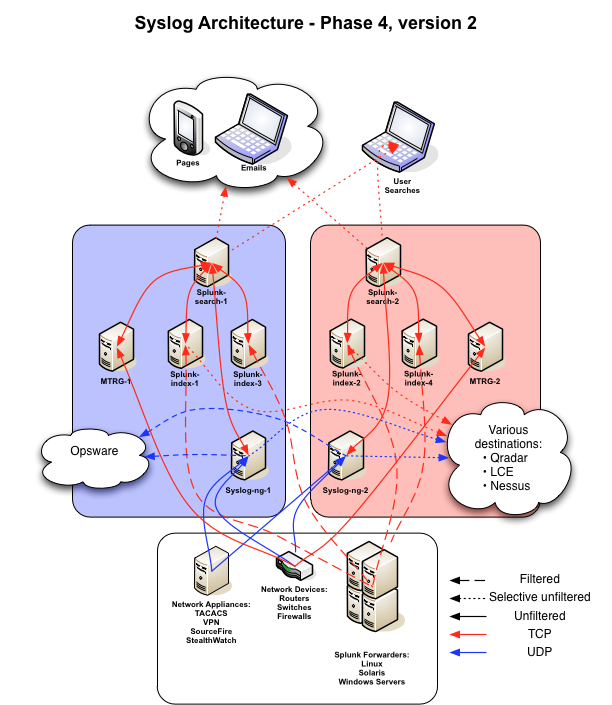 Syslog Architecture - Phase 4, version 2
Pages
Emails
User
Searches
Splunk-
search-1
Splunk-
search-2
MTRG-1
Splunk-
index-1
Splunk-
index-3
Splunk-
index-2
Splunk-
index-4
MTRG-2
Opsware
Various
destinations:
• Qradar
• LCE
• Nessus
Syslog-ng-1
Syslog-ng-2
Network Appliances:
TACACS
VPN
SourceFire
StealthWatch
Network Devices:
Routers
Switches
Firewalls
Splunk Forwarders:
Linux
Solaris
Windows Servers
Filtered
Selective unfiltered
Unfiltered
TCP
UDP